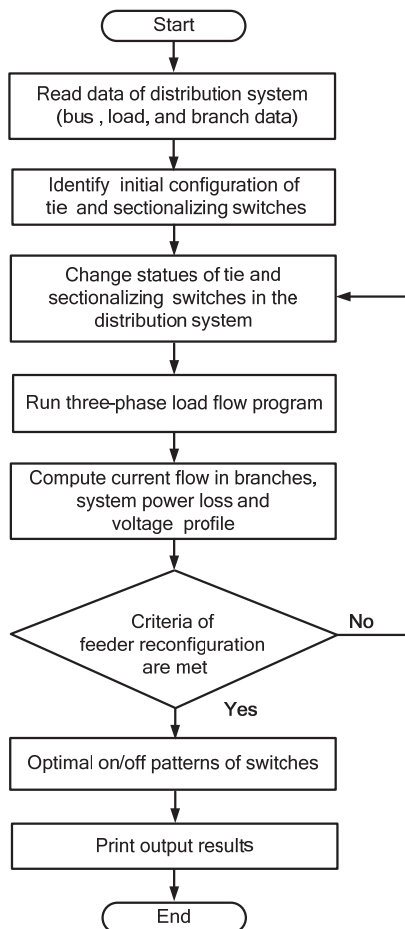 Start
Read data of distribution system
(bus , load, and branch data)
Identify initial configuration of
tie and sectionalizing switches
Change statues of tie and
sectionalizing switches in the
distribution system
Run three-phase load flow program
Compute current flow in branches,
system power loss and
voltage profile
Criteria of
feeder reconfiguration
are met
No
Yes
Optimal on/off patterns of switches
Print output results
End